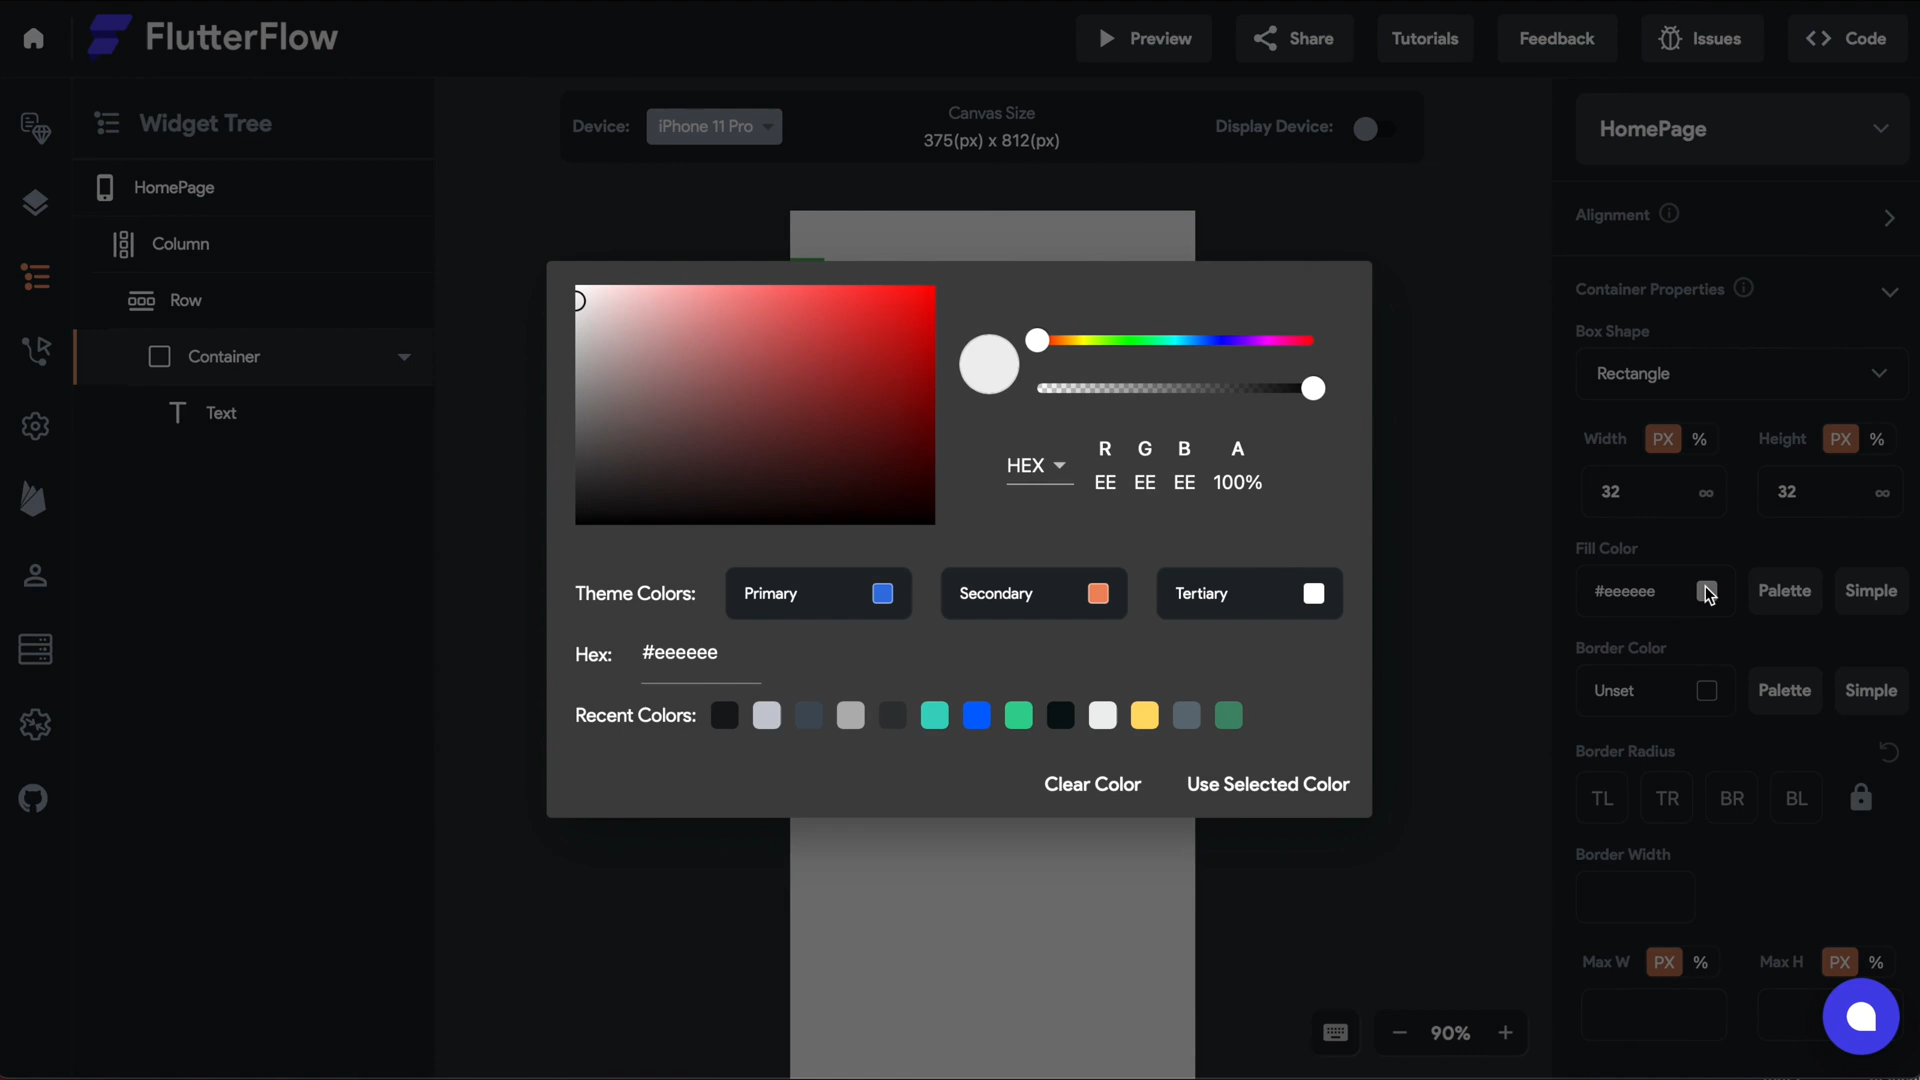 FlutterFlow
Preview
Share
Tutorials
Feedback
Issues
Code
Widget Tree
HomePage
Column
Row
Container
Text
Device:
iPhone 11 Pro
Canvas Size
375(px) x 812(px)
Display Device:
HEX
R G B A
EE EE EE 100%
Theme Colors:
Primary
Secondary
Tertiary
Hex:
#eeeeee
Recent Colors:
Clear Color
Use Selected Color
90%
HomePage
Alignment
Container Properties
Box Shape
Rectangle
Width PX %
Height PX %
32
32
Fill Color
#eeeeee
Palette
Simple
Border Color
Unset
Palette
Simple
Border Radius
TL
TR
BR
BL
Border Width
Max W PX %
Max H PX %